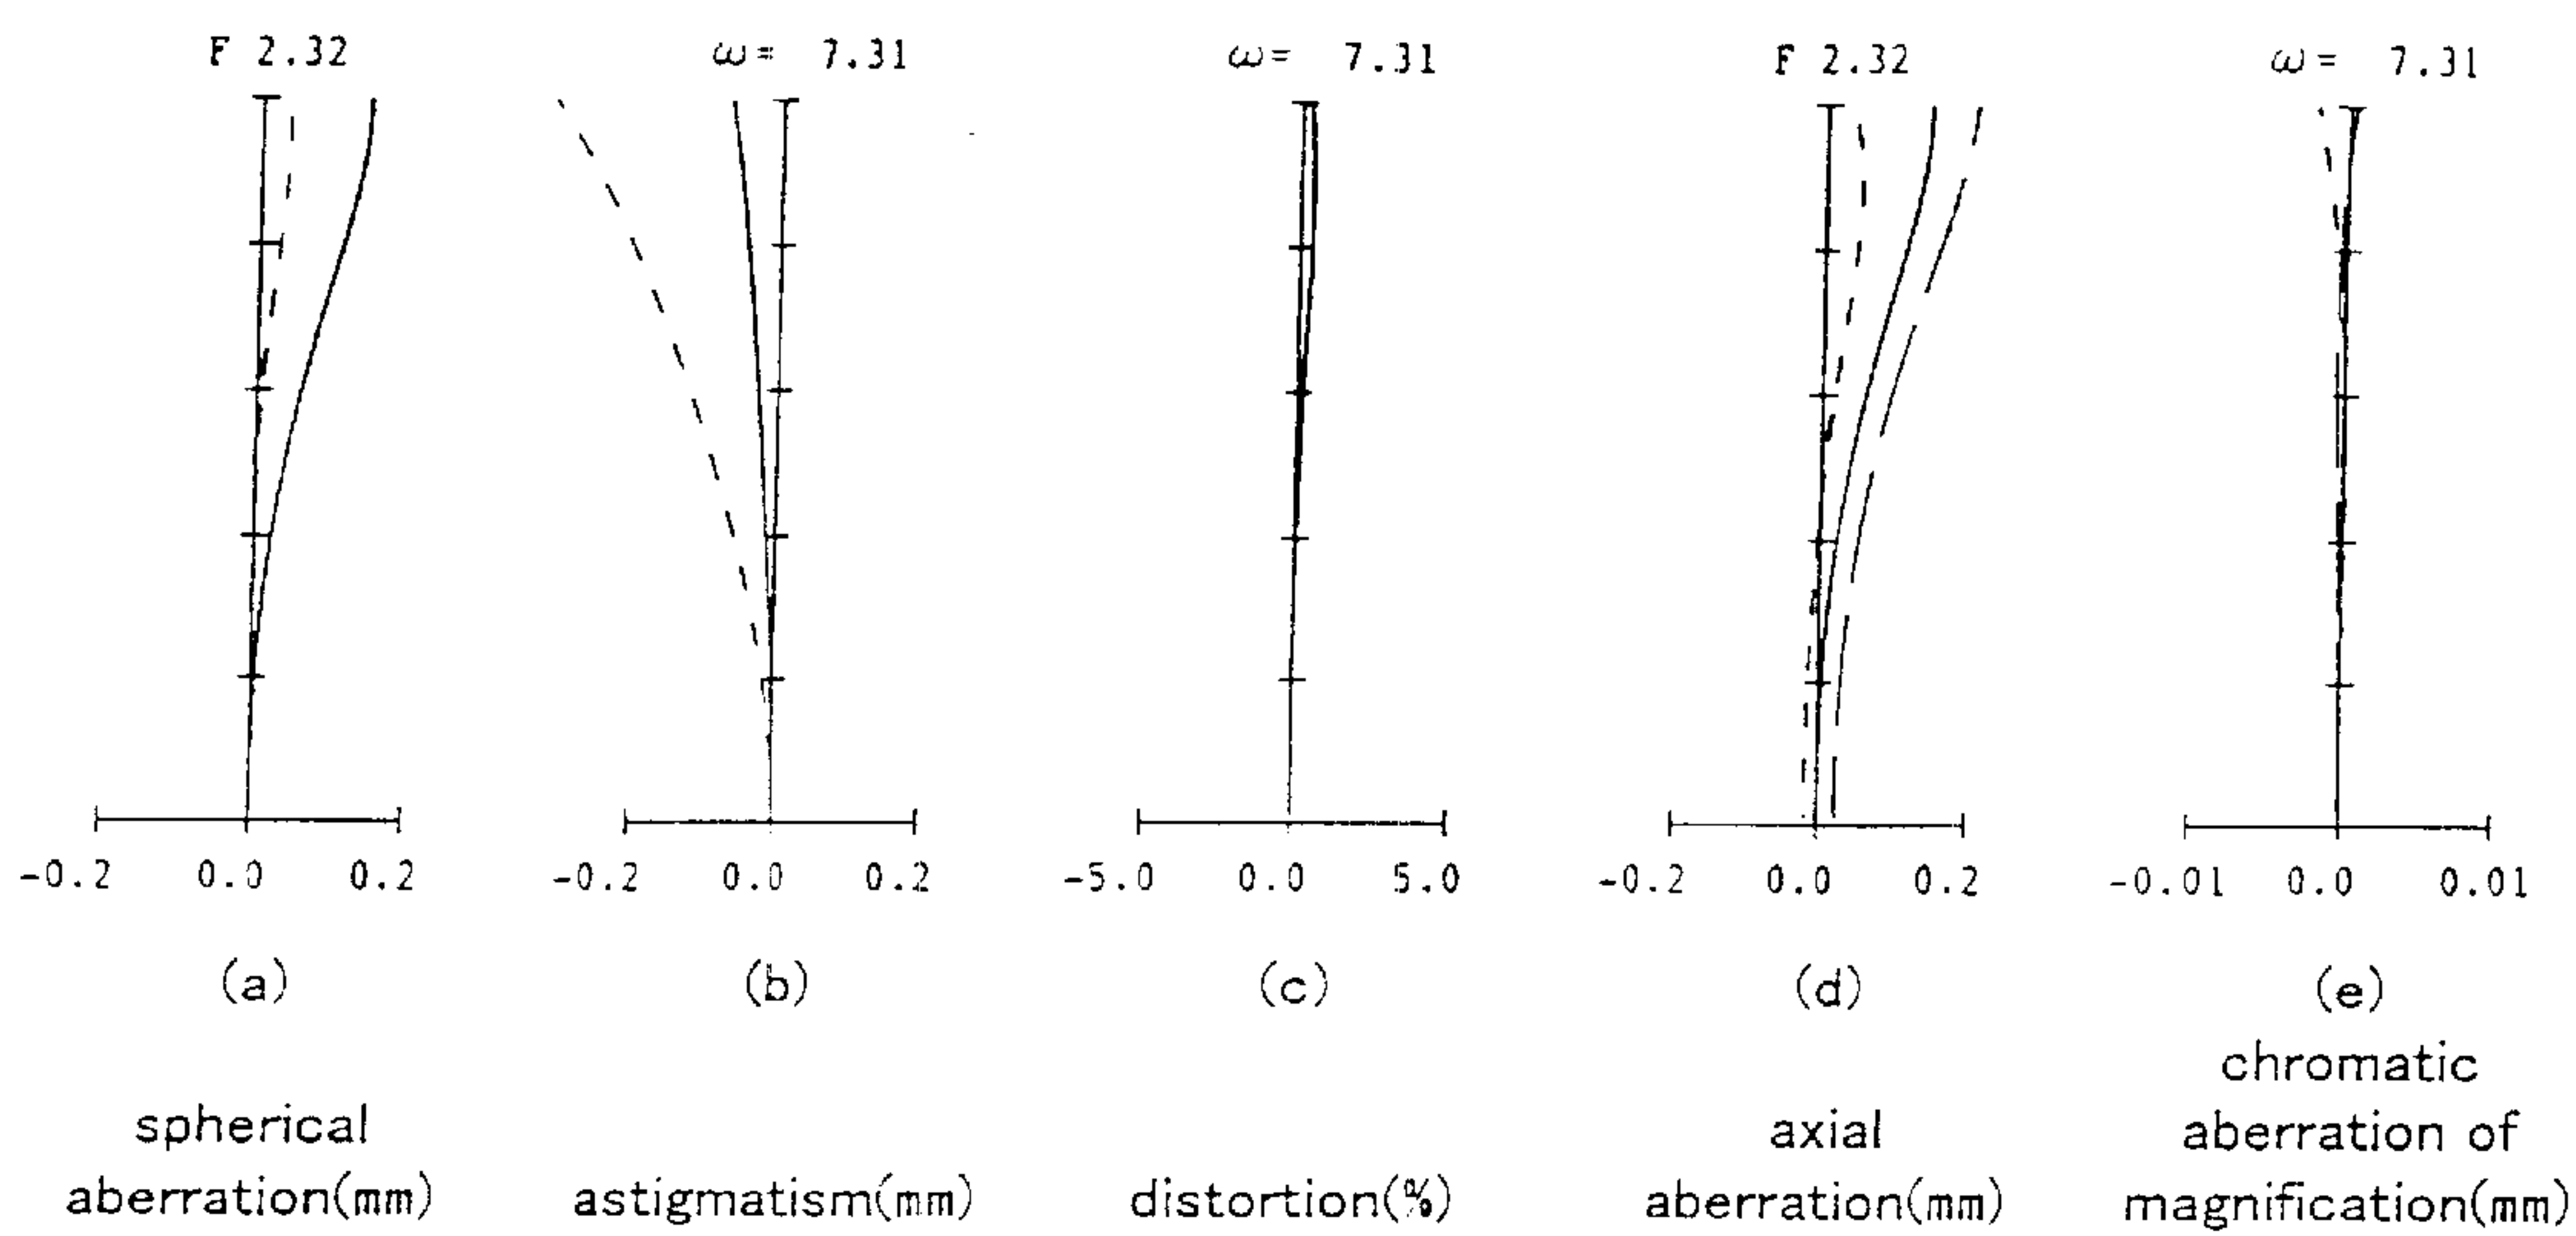 F 2.32
ω= 7.31
ω= 7.31
F 2.32
ω= 7.31
-0.2 0.0 0.2
-0.2 0.0 0.2
-5.0 0.0 5.0
-0.2 0.0 0.2
-0.01 0.0 0.01
(a)
(b)
(c)
(d)
(e)
spherical
aberration(mm)
astigmatism(mm)
distortion(%)
axial
aberration(mm)
chromatic
aberration of
magnification(mm)